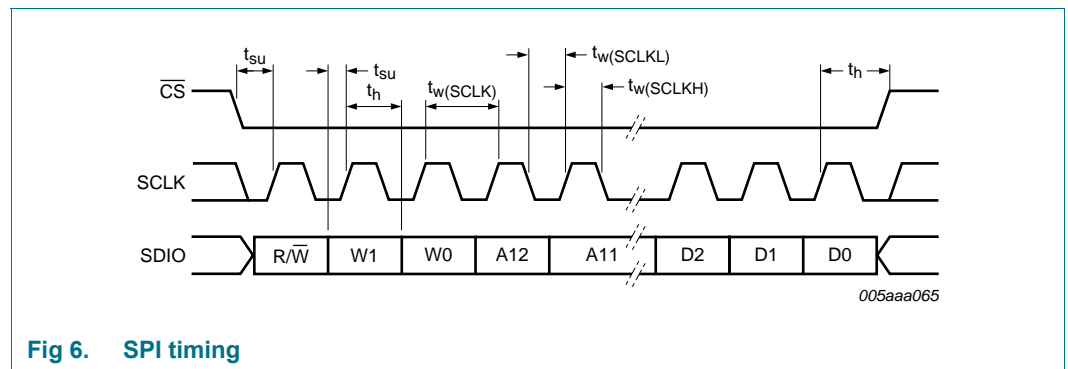 tsu
tsu
th
tw(SCLK)
tw(SCLKL)
tw(SCLKH)
th
C̅S̅
SCLK
SDIO
R/W̅ W1 W0 A12 A11 D2 D1 D0
005aaa065
Fig 6. SPI timing